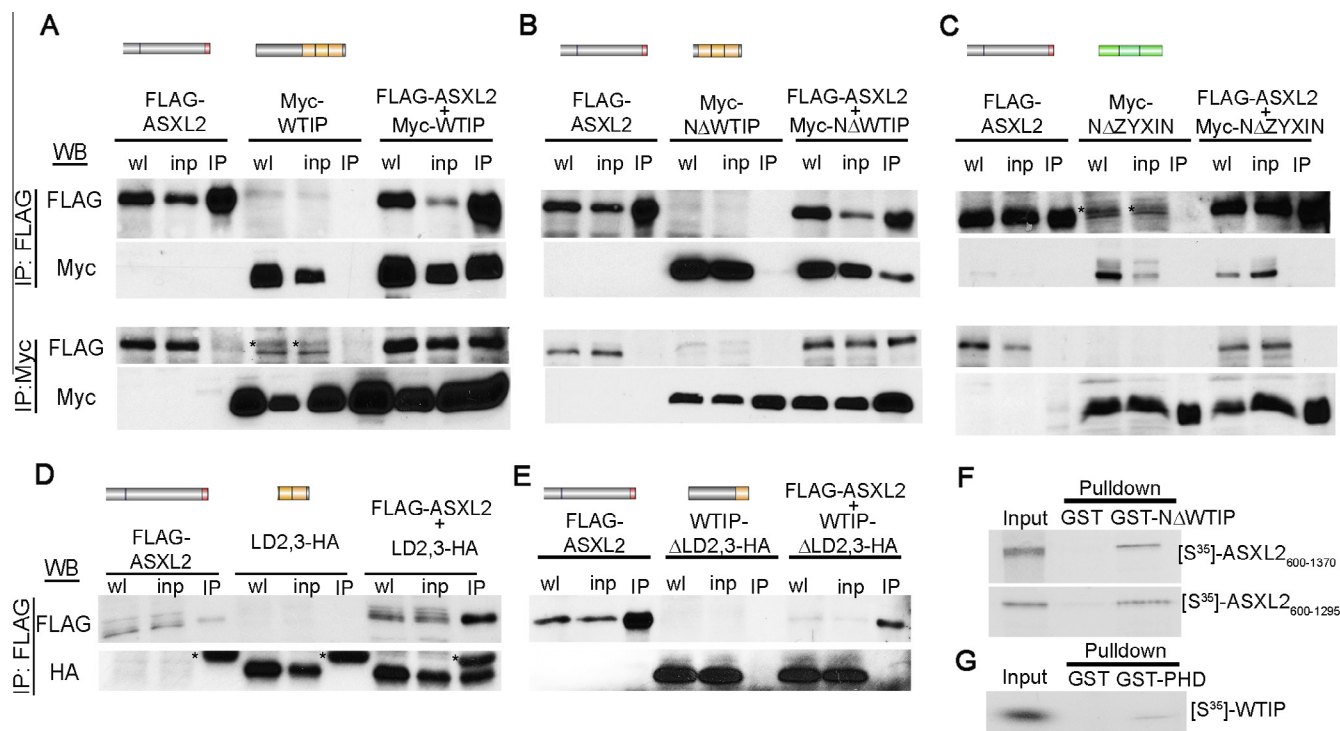 A
FLAG-
ASXL2
Myc-
WTIP
FLAG-ASXL2
+
Myc-WTIP
WB
wl inp IP wl inp IP wl inp IP
IP: FLAG
FLAG
* *
Myc
IP:Myc
FLAG
Myc
B
FLAG-
ASXL2
Myc-
NΔWTIP
FLAG-ASXL2
+
Myc-NΔWTIP
wl inp IP wl inp IP wl inp IP
C
FLAG-
ASXL2
Myc-
NΔZYXIN
FLAG-ASXL2
+
Myc-NΔZYXIN
wl inp IP wl inp IP wl inp IP
* *
D
FLAG-
ASXL2
LD2,3-HA
FLAG-ASXL2
+
LD2,3-HA
WB
wl inp IP wl inp IP wl inp IP
IP: FLAG
FLAG
HA
* * *
E
FLAG-
ASXL2
WTIP-
ΔLD2,3-HA
FLAG-ASXL2
+
WTIP-
ΔLD2,3-HA
wl inp IP wl inp IP wl inp IP
F
Pulldown
Input GST GST-NΔWTIP
[S³⁵]-ASXL2₆₀₀₋₁₃₇₀
[S³⁵]-ASXL2₆₀₀₋₁₂₉₅
G
Pulldown
Input GST GST-PHD
[S³⁵]-WTIP